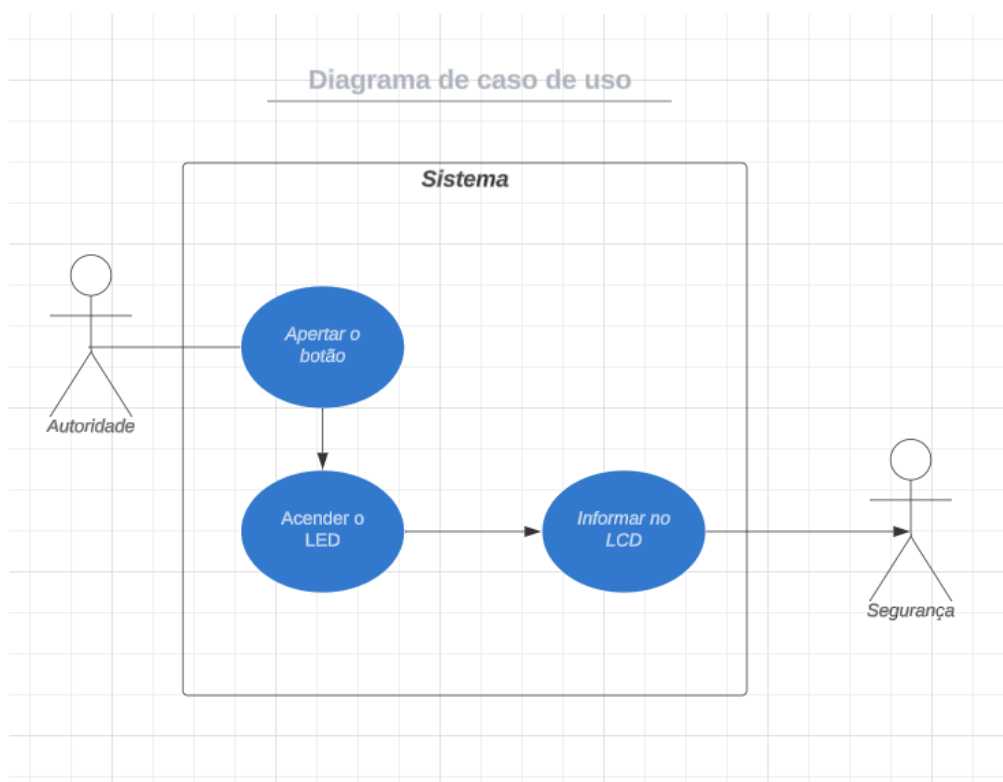 Diagrama de caso de uso
Sistema
Apertar o
botão
Autoridade
Acender o
LED
Informar no
LCD
Segurança